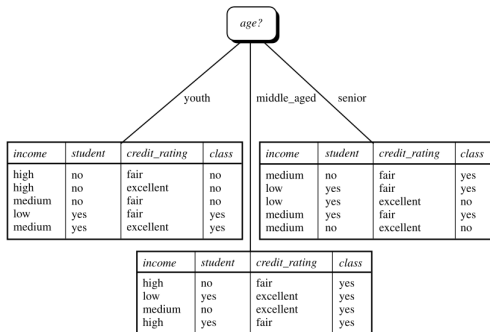 age?
youth
middle_aged
senior
income student credit_rating class
high no fair no
high no excellent no
medium no fair no
low yes fair yes
medium yes excellent yes
income student credit_rating class
medium no fair yes
low yes fair yes
low yes excellent no
medium yes fair yes
medium no excellent no
income student credit_rating class
high no fair yes
low yes excellent yes
medium no excellent yes
high yes fair yes